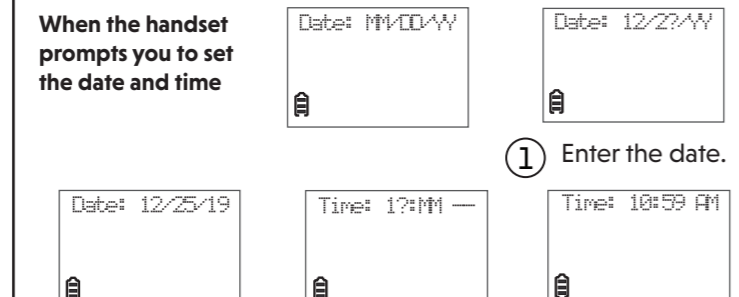 When the handset
prompts you to set
the date and time
Date: MM/DD/YY
Date: 12/2?/YY
1 Enter the date.
Date: 12/25/19
Time: 1?:MM --
Time: 10:59 AM